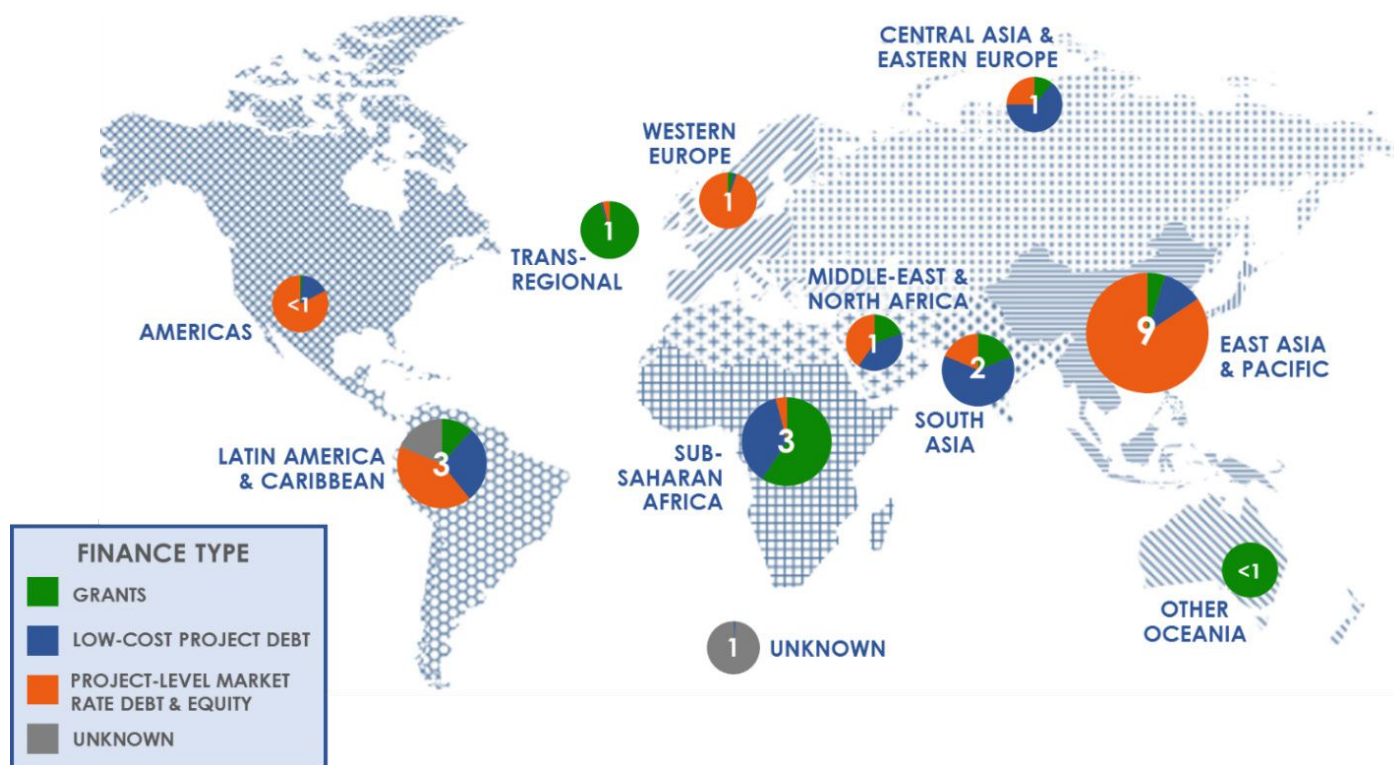 CENTRAL ASIA &
EASTERN EUROPE
1
WESTERN
EUROPE
1
1
TRANS-
REGIONAL
MIDDLE-EAST &
NORTH AFRICA
1
<1
AMERICAS
9
EAST ASIA
& PACIFIC
2
SOUTH
ASIA
LATIN AMERICA
& CARIBBEAN
3
SUB-
SAHARAN
AFRICA
3
<1
OTHER
OCEANIA
1
UNKNOWN
FINANCE TYPE
GRANTS
LOW-COST PROJECT DEBT
PROJECT-LEVEL MARKET
RATE DEBT & EQUITY
UNKNOWN